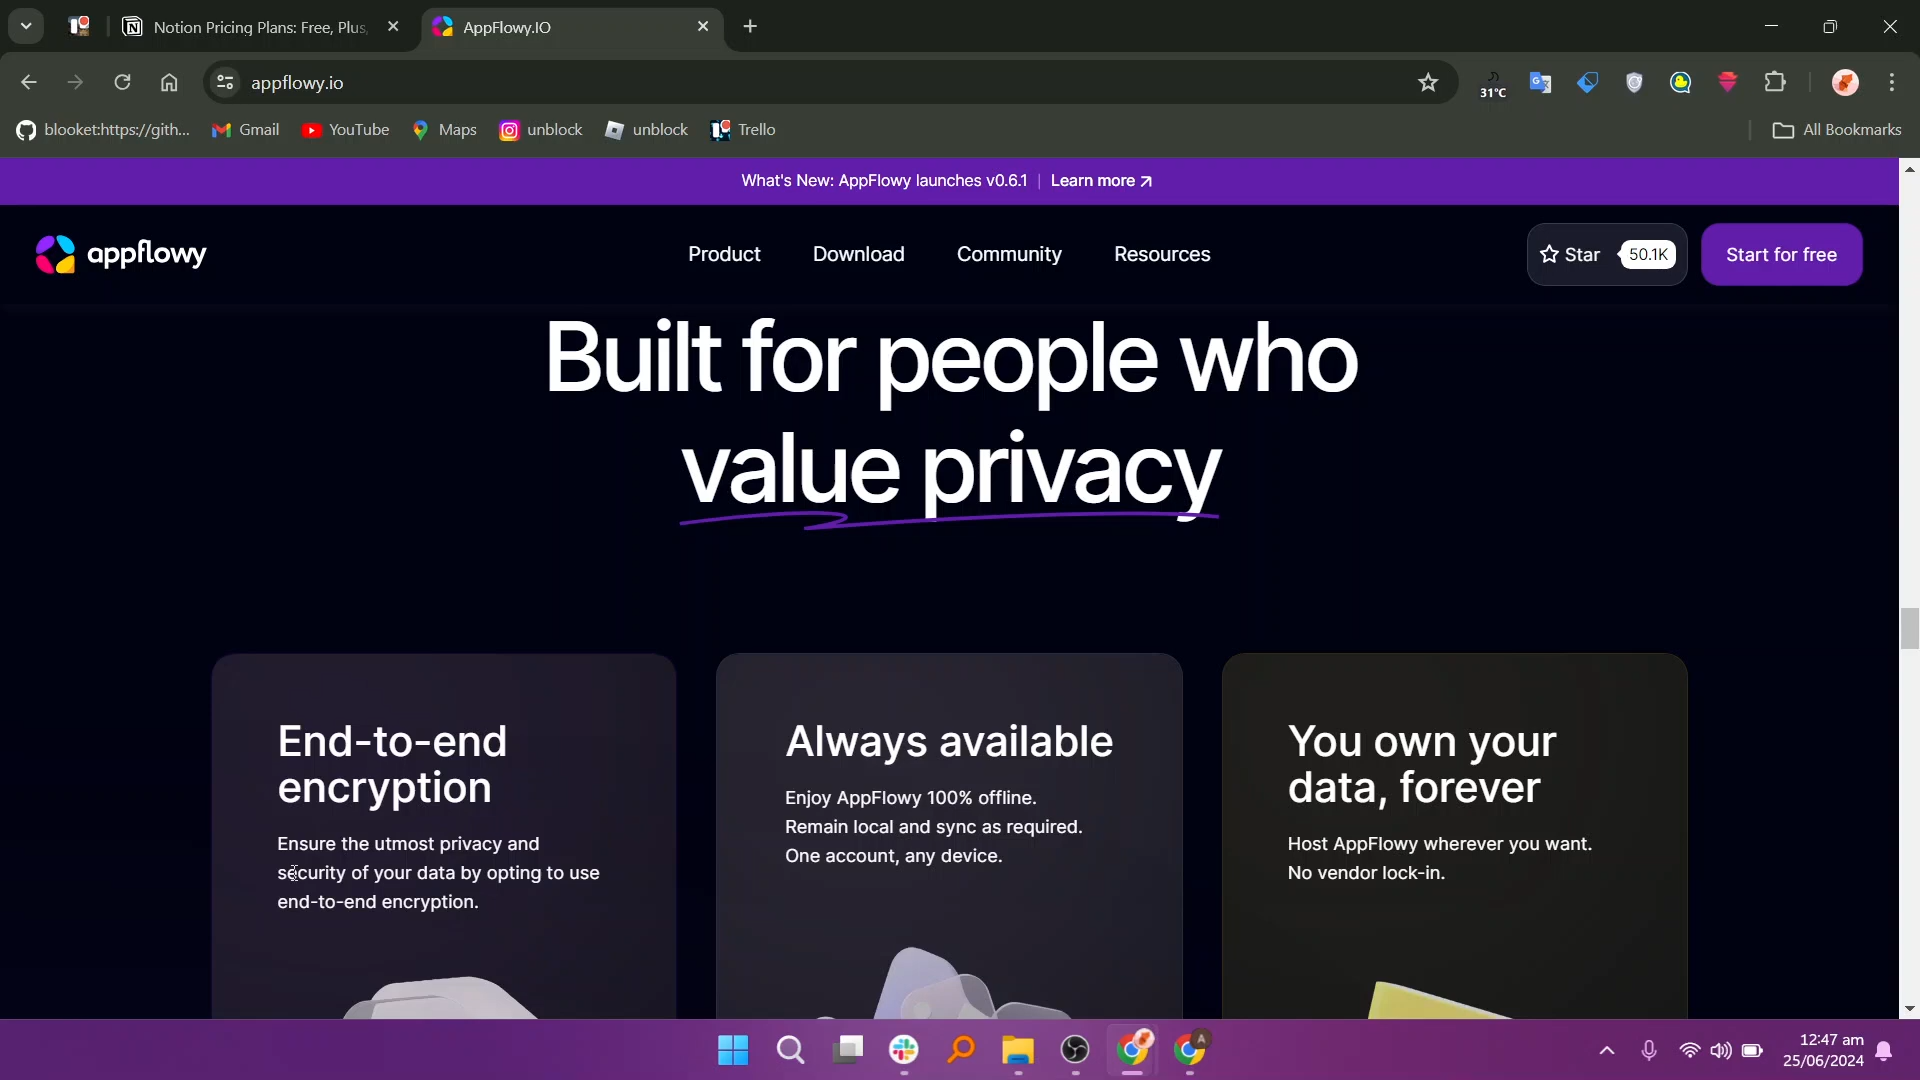 Notion Pricing Plans: Free, Plus,
AppFlowy.IO
appflowy.io
31°C
blooket:https://gith...
Gmail
YouTube
Maps
unblock
unblock
Trello
All Bookmarks
What's New: AppFlowy launches v0.6.1 | Learn more
appflowy
Product
Download
Community
Resources
Star
50.1K
Start for free
Built for people who
value privacy
End-to-end
encryption
Ensure the utmost privacy and
security of your data by opting to use
end-to-end encryption.
Always available
Enjoy AppFlowy 100% offline.
Remain local and sync as required.
One account, any device.
You own your
data, forever
Host AppFlowy wherever you want.
No vendor lock-in.
A
12:47 am
25/06/2024